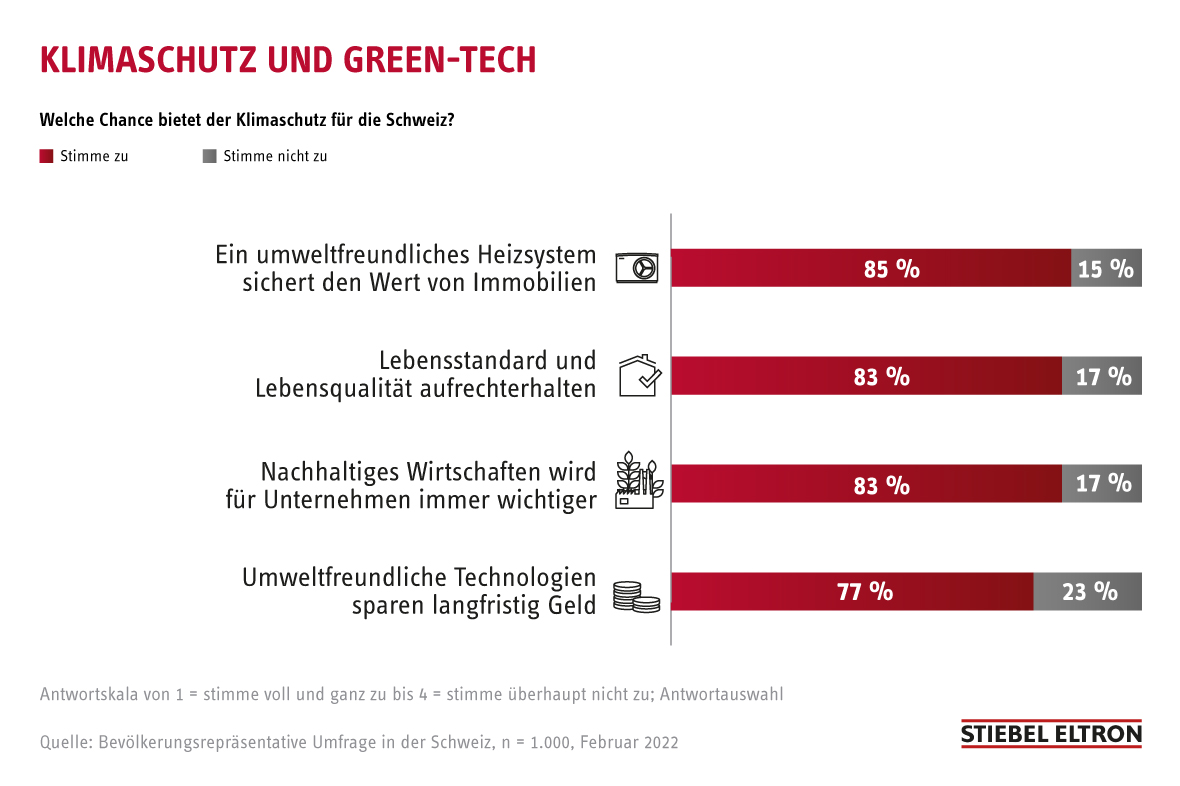 KLIMASCHUTZ UND GREEN-TECH
Welche Chance bietet der Klimaschutz für die Schweiz?
Stimme zu
Stimme nicht zu
Ein umweltfreundliches Heizsystem
sichert den Wert von Immobilien
85 %
15 %
Lebensstandard und
Lebensqualität aufrechterhalten
83 %
17 %
Nachhaltiges Wirtschaften wird
für Unternehmen immer wichtiger
83 %
17 %
Umweltfreundliche Technologien
sparen langfristig Geld
77 %
23 %
Antwortskala von 1 = stimme voll und ganz zu bis 4 = stimme überhaupt nicht zu; Antwortauswahl
Quelle: Bevölkerungsrepräsentative Umfrage in der Schweiz, n = 1.000, Februar 2022
STIEBEL ELTRON